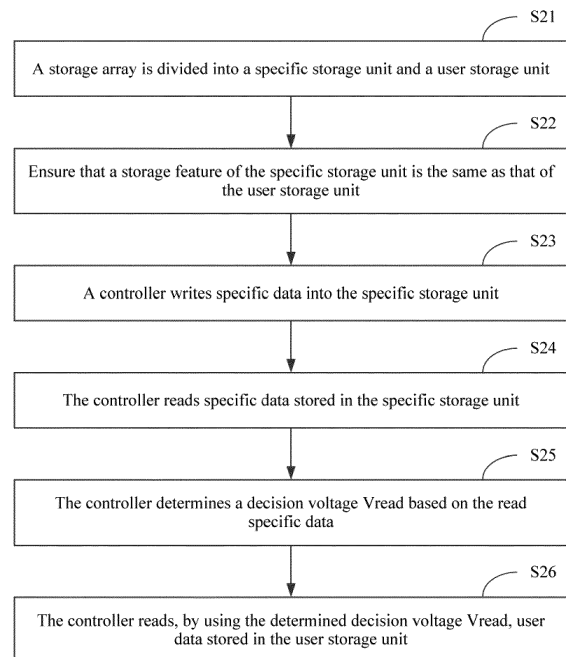 S21
A storage array is divided into a specific storage unit and a user storage unit
S22
Ensure that a storage feature of the specific storage unit is the same as that of
the user storage unit
S23
A controller writes specific data into the specific storage unit
S24
The controller reads specific data stored in the specific storage unit
S25
The controller determines a decision voltage Vread based on the read
specific data
S26
The controller reads, by using the determined decision voltage Vread, user
data stored in the user storage unit